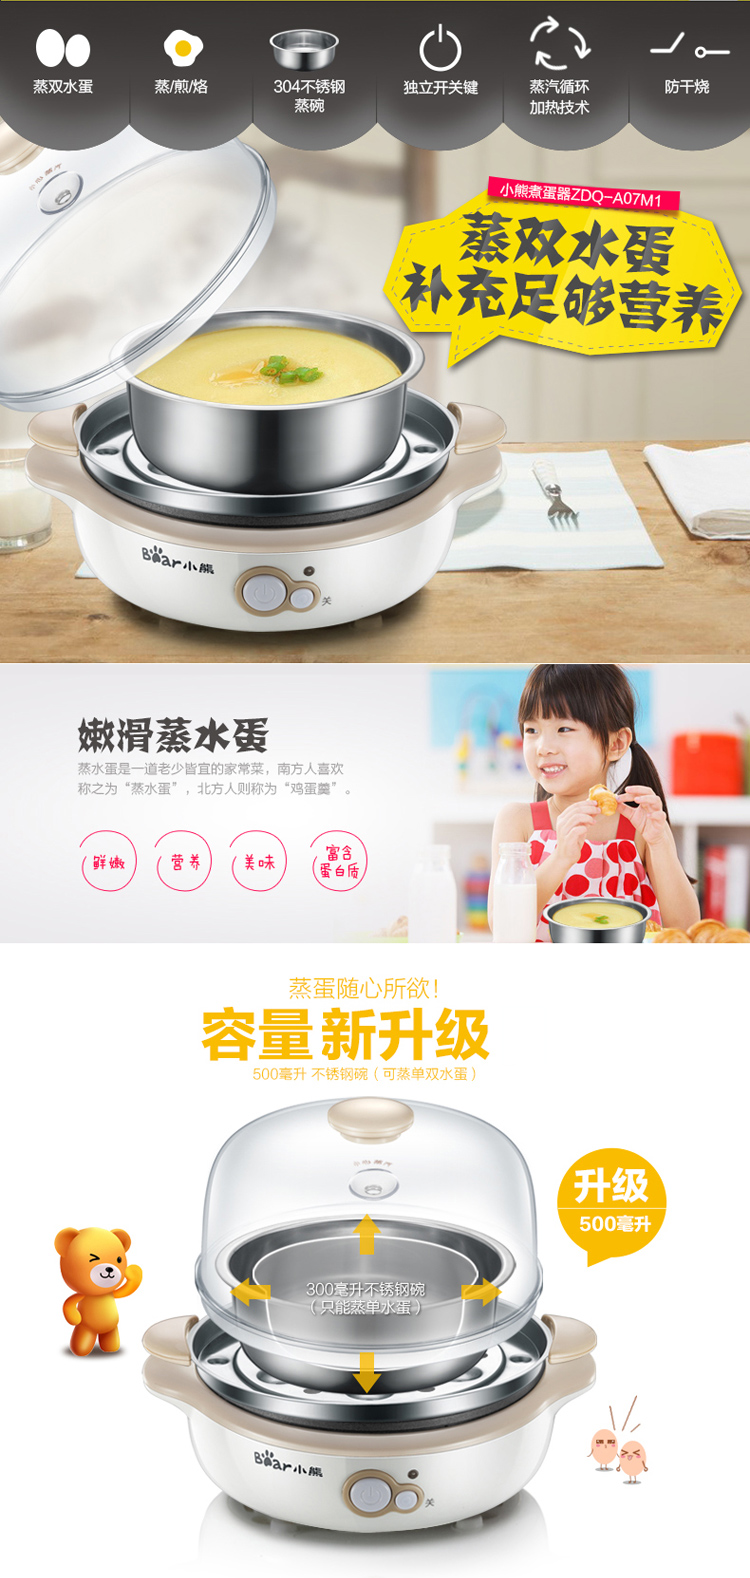 蒸双水蛋
蒸/煎/烙
304不锈钢
蒸碗
独立开关键
蒸汽循环
加热技术
防干烧
小熊煮蛋器ZDQ-A07M1
蒸双水蛋
补充足够营养
Bear小熊
关
嫩滑蒸水蛋
蒸水蛋是一道老少皆宜的家常菜，南方人喜欢
称之为“蒸水蛋”，北方人则称为“鸡蛋羹”。
鲜嫩
营养
美味
富含
蛋白质
蒸蛋随心所欲！
容量新升级
500毫升 不锈钢碗（可蒸单双水蛋）
升级
500毫升
300毫升不锈钢碗
（只能蒸单水蛋）
Bear小熊
关